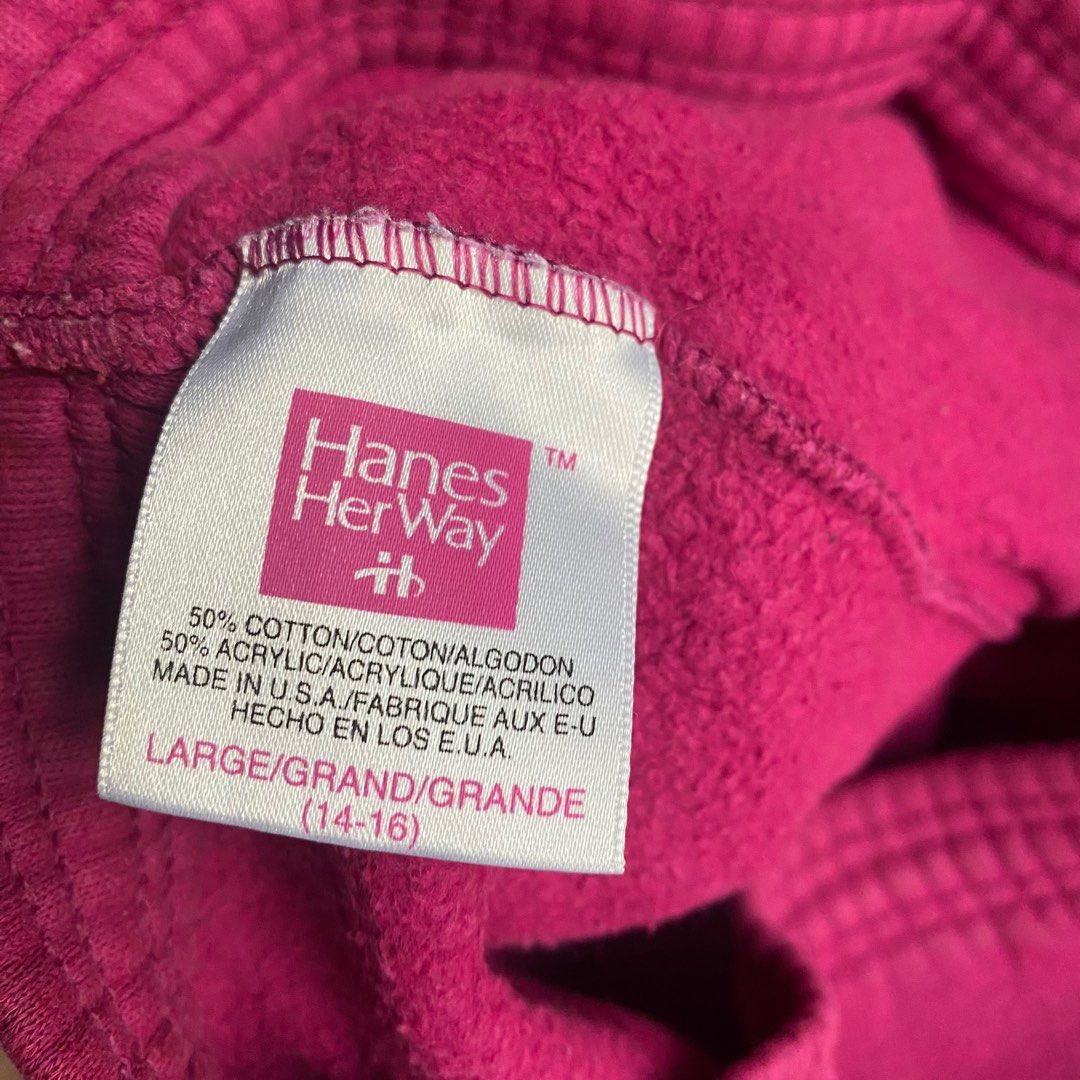 Hanes
HerWay
TM
50% COTTON/COTON/ALGODON
50% ACRYLIC/ACRYLIQUE/ACRILICO
MADE IN U.S.A./FABRIQUE AUX E-U
HECHO EN LOS E.U.A.
LARGE/GRAND/GRANDE
(14-16)